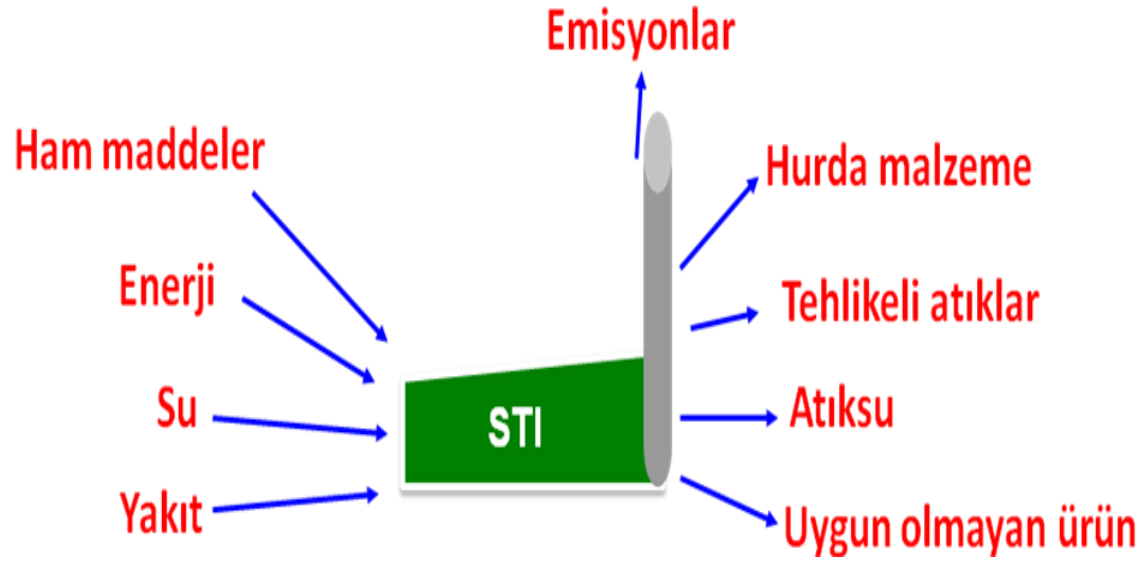 Emisyonlar
Ham maddeler
Hurda malzeme
Enerji
Tehlikeli atıklar
Su
STI
Atıksu
Yakıt
Uygun olmayan ürün